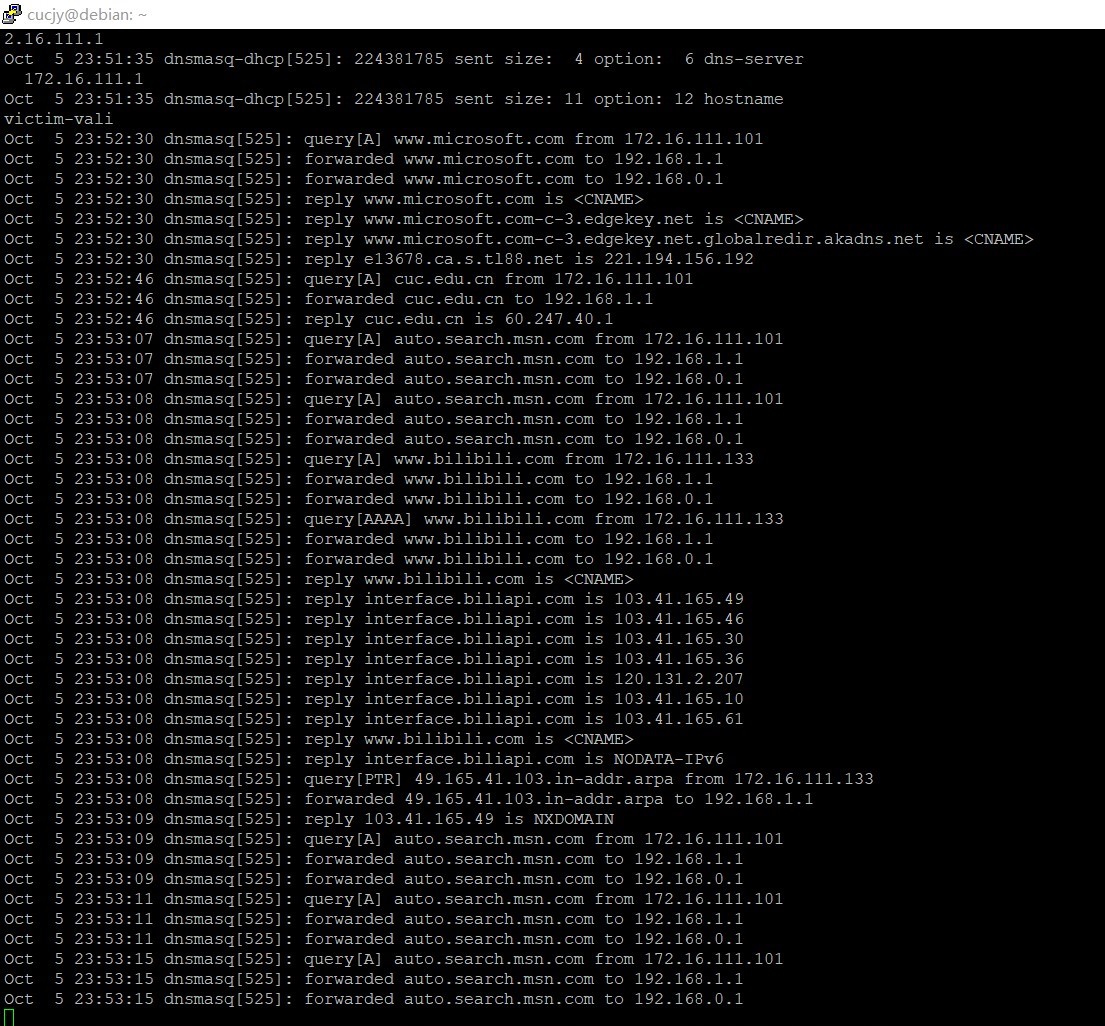 cucjy@debian: ~
2.16.111.1
Oct  5 23:51:35 dnsmasq-dhcp[525]: 224381785 sent size:  4 option:  6 dns-server
  172.16.111.1
Oct  5 23:51:35 dnsmasq-dhcp[525]: 224381785 sent size: 11 option: 12 hostname
victim-vali
Oct  5 23:52:30 dnsmasq[525]: query[A] www.microsoft.com from 172.16.111.101
Oct  5 23:52:30 dnsmasq[525]: forwarded www.microsoft.com to 192.168.1.1
Oct  5 23:52:30 dnsmasq[525]: forwarded www.microsoft.com to 192.168.0.1
Oct  5 23:52:30 dnsmasq[525]: reply www.microsoft.com is <CNAME>
Oct  5 23:52:30 dnsmasq[525]: reply www.microsoft.com-c-3.edgekey.net is <CNAME>
Oct  5 23:52:30 dnsmasq[525]: reply www.microsoft.com-c-3.edgekey.net.globalredir.akadns.net is <CNAME>
Oct  5 23:52:30 dnsmasq[525]: reply e13678.ca.s.tl88.net is 221.194.156.192
Oct  5 23:52:46 dnsmasq[525]: query[A] cuc.edu.cn from 172.16.111.101
Oct  5 23:52:46 dnsmasq[525]: forwarded cuc.edu.cn to 192.168.1.1
Oct  5 23:52:46 dnsmasq[525]: reply cuc.edu.cn is 60.247.40.1
Oct  5 23:53:07 dnsmasq[525]: query[A] auto.search.msn.com from 172.16.111.101
Oct  5 23:53:07 dnsmasq[525]: forwarded auto.search.msn.com to 192.168.1.1
Oct  5 23:53:07 dnsmasq[525]: forwarded auto.search.msn.com to 192.168.0.1
Oct  5 23:53:08 dnsmasq[525]: query[A] auto.search.msn.com from 172.16.111.101
Oct  5 23:53:08 dnsmasq[525]: forwarded auto.search.msn.com to 192.168.1.1
Oct  5 23:53:08 dnsmasq[525]: forwarded auto.search.msn.com to 192.168.0.1
Oct  5 23:53:08 dnsmasq[525]: query[A] www.bilibili.com from 172.16.111.133
Oct  5 23:53:08 dnsmasq[525]: forwarded www.bilibili.com to 192.168.1.1
Oct  5 23:53:08 dnsmasq[525]: forwarded www.bilibili.com to 192.168.0.1
Oct  5 23:53:08 dnsmasq[525]: query[AAAA] www.bilibili.com from 172.16.111.133
Oct  5 23:53:08 dnsmasq[525]: forwarded www.bilibili.com to 192.168.1.1
Oct  5 23:53:08 dnsmasq[525]: forwarded www.bilibili.com to 192.168.0.1
Oct  5 23:53:08 dnsmasq[525]: reply www.bilibili.com is <CNAME>
Oct  5 23:53:08 dnsmasq[525]: reply interface.biliapi.com is 103.41.165.49
Oct  5 23:53:08 dnsmasq[525]: reply interface.biliapi.com is 103.41.165.46
Oct  5 23:53:08 dnsmasq[525]: reply interface.biliapi.com is 103.41.165.30
Oct  5 23:53:08 dnsmasq[525]: reply interface.biliapi.com is 103.41.165.36
Oct  5 23:53:08 dnsmasq[525]: reply interface.biliapi.com is 120.131.2.207
Oct  5 23:53:08 dnsmasq[525]: reply interface.biliapi.com is 103.41.165.10
Oct  5 23:53:08 dnsmasq[525]: reply interface.biliapi.com is 103.41.165.61
Oct  5 23:53:08 dnsmasq[525]: reply www.bilibili.com is <CNAME>
Oct  5 23:53:08 dnsmasq[525]: reply interface.biliapi.com is NODATA-IPv6
Oct  5 23:53:08 dnsmasq[525]: query[PTR] 49.165.41.103.in-addr.arpa from 172.16.111.133
Oct  5 23:53:08 dnsmasq[525]: forwarded 49.165.41.103.in-addr.arpa to 192.168.1.1
Oct  5 23:53:09 dnsmasq[525]: reply 103.41.165.49 is NXDOMAIN
Oct  5 23:53:09 dnsmasq[525]: query[A] auto.search.msn.com from 172.16.111.101
Oct  5 23:53:09 dnsmasq[525]: forwarded auto.search.msn.com to 192.168.1.1
Oct  5 23:53:09 dnsmasq[525]: forwarded auto.search.msn.com to 192.168.0.1
Oct  5 23:53:11 dnsmasq[525]: query[A] auto.search.msn.com from 172.16.111.101
Oct  5 23:53:11 dnsmasq[525]: forwarded auto.search.msn.com to 192.168.1.1
Oct  5 23:53:11 dnsmasq[525]: forwarded auto.search.msn.com to 192.168.0.1
Oct  5 23:53:15 dnsmasq[525]: query[A] auto.search.msn.com from 172.16.111.101
Oct  5 23:53:15 dnsmasq[525]: forwarded auto.search.msn.com to 192.168.1.1
Oct  5 23:53:15 dnsmasq[525]: forwarded auto.search.msn.com to 192.168.0.1